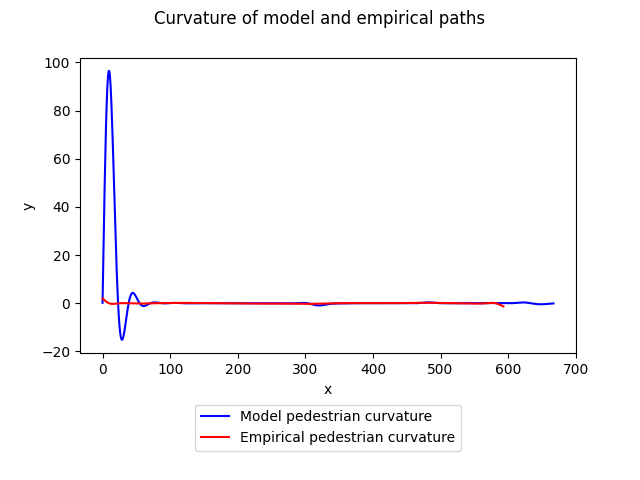 Curvature of model and empirical paths
100
80
60
40
20
0
−20
y
0 100 200 300 400 500 600 700
x
Model pedestrian curvature
Empirical pedestrian curvature